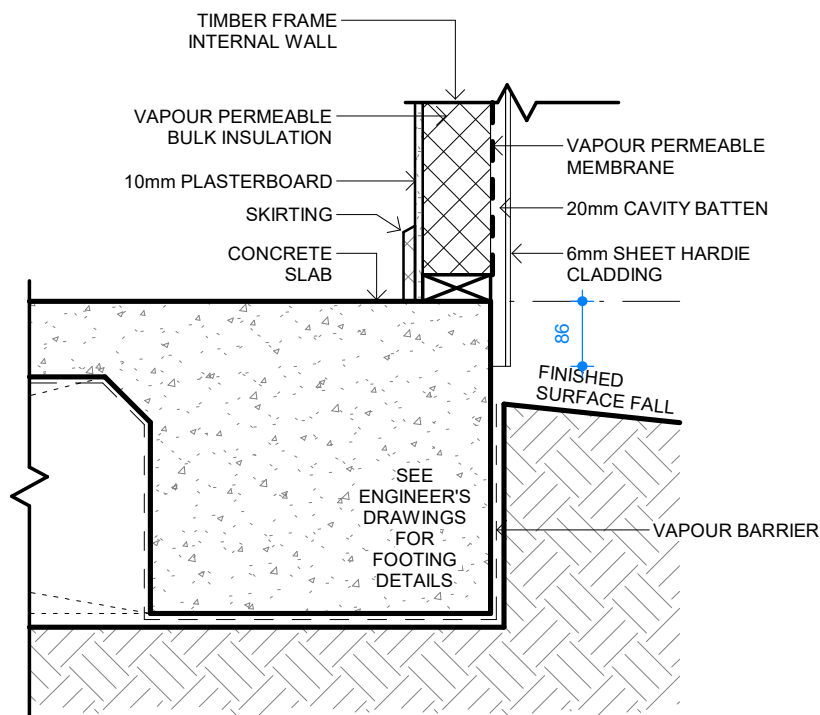 TIMBER FRAME
INTERNAL WALL
VAPOUR PERMEABLE
BULK INSULATION
10mm PLASTERBOARD
SKIRTING
CONCRETE
SLAB
VAPOUR PERMEABLE
MEMBRANE
20mm CAVITY BATTEN
6mm SHEET HARDIE
CLADDING
86
FINISHED
SURFACE FALL
SEE
ENGINEER'S
DRAWINGS
FOR
FOOTING
DETAILS
VAPOUR BARRIER